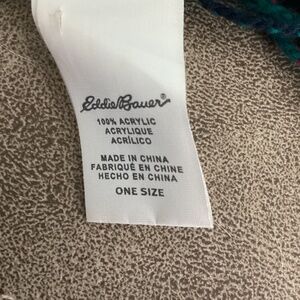 Eddie Bauer®
100% ACRYLIC
ACRYLIQUE
ACRÍLICO
MADE IN CHINA
FABRIQUÉ EN CHINE
HECHO EN CHINA
ONE SIZE